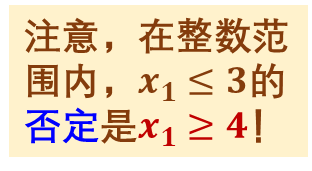 注意，在整数范
围内，x₁ ≤ 3的
否定是x₁ ≥ 4！